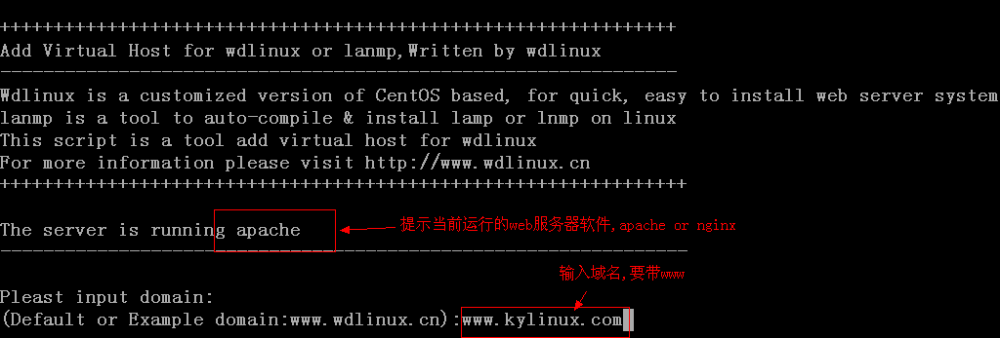 +++++++++++++++++++++++++++++++++++++++++++++++++++++++++++++++
Add Virtual Host for wdlinux or lanmp,Written by wdlinux
---------------------------------------------------------------
Wdlinux is a customized version of CentOS based, for quick, easy to install web server system
lanmp is a tool to auto-compile & install lamp or lnmp on linux
This script is a tool add virtual host for wdlinux
For more information please visit http://www.wdlinux.cn
++++++++++++++++++++++++++++++++++++++++++++++++++++++++++++++++
The server is running apache
提示当前运行的web服务器软件,apache or nginx
----------------------------------------------------------------
输入域名,要带www
Pleast input domain:
(Default or Example domain:www.wdlinux.cn):www.kylinux.com